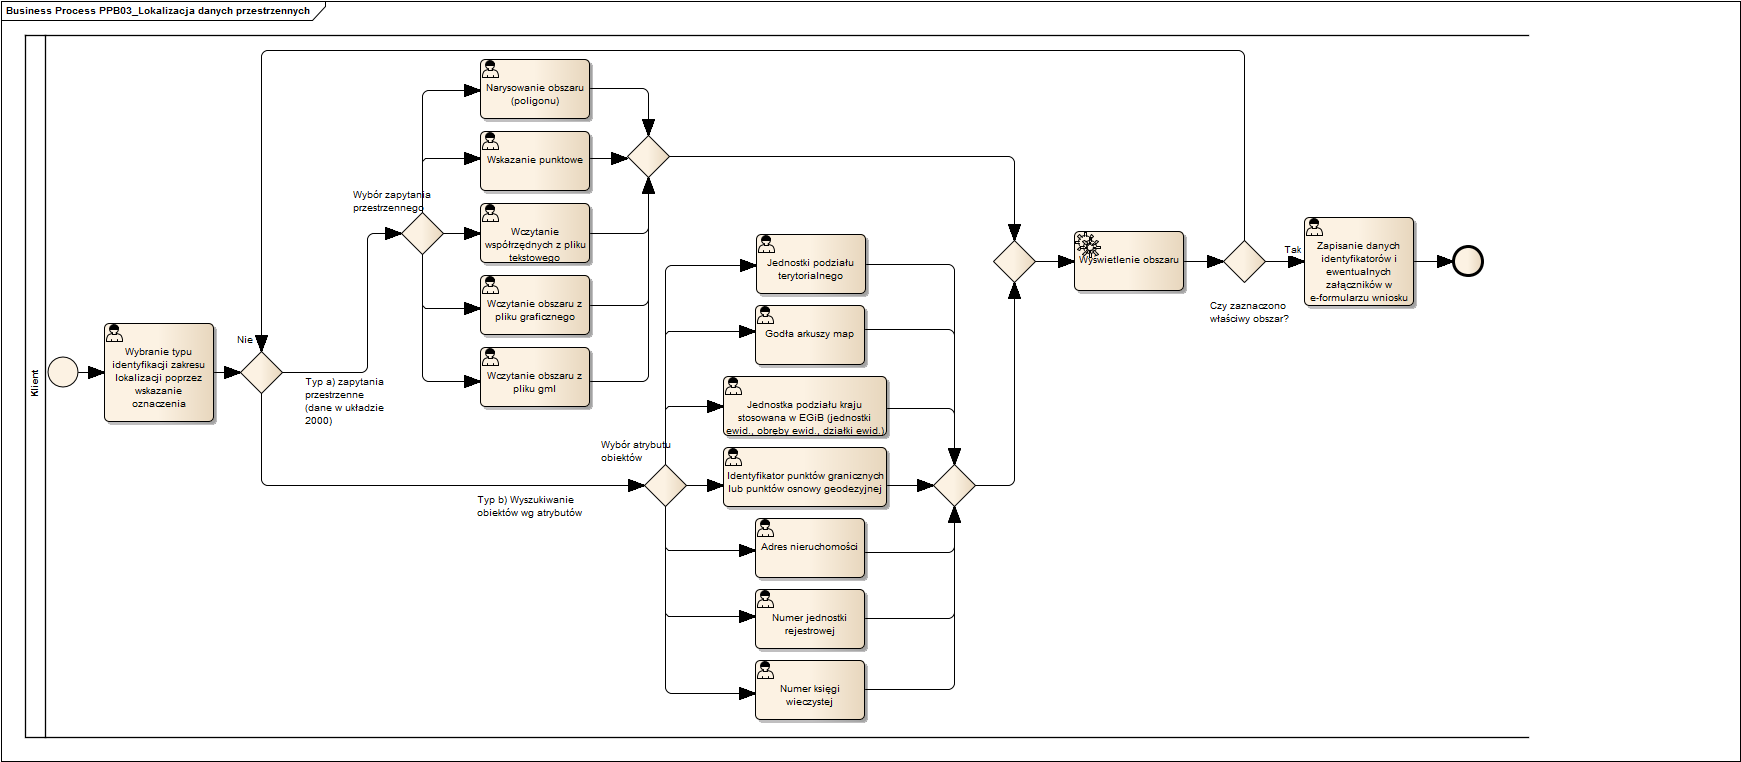 Business Process PPB03_Lokalizacja danych przestrzennych
Klient
Wybranie typu
identyfikacji zakresu
lokalizacji poprzez
wskazanie
oznaczenia
Nie
Typ a) zapytania
przestrzenne
(dane w układzie
2000)
Wybór zapytania
przestrzennego
Narysowanie obszaru
(poligonu)
Wskazanie punktowe
Wczytanie
współrzędnych z pliku
tekstowego
Wczytanie obszaru z
pliku graficznego
Wczytanie obszaru z
pliku gml
Typ b) Wyszukiwanie
obiektów wg atrybutów
Wybór atrybutu
obiektów
Jednostki podziału
terytorialnego
Godła arkuszy map
Jednostka podziału kraju
stosowana w EGiB (jednostki
ewid., obręby ewid., działki ewid.)
Identyfikator punktów granicznych
lub punktów osnowy geodezyjnej
Adres nieruchomości
Numer jednostki
rejestrowej
Numer księgi
wieczystej
Wyświetlenie obszaru
Czy zaznaczono
właściwy obszar?
Tak
Zapisanie danych
identyfikatorów i
ewentualnych
załączników w
e-formularzu wniosku